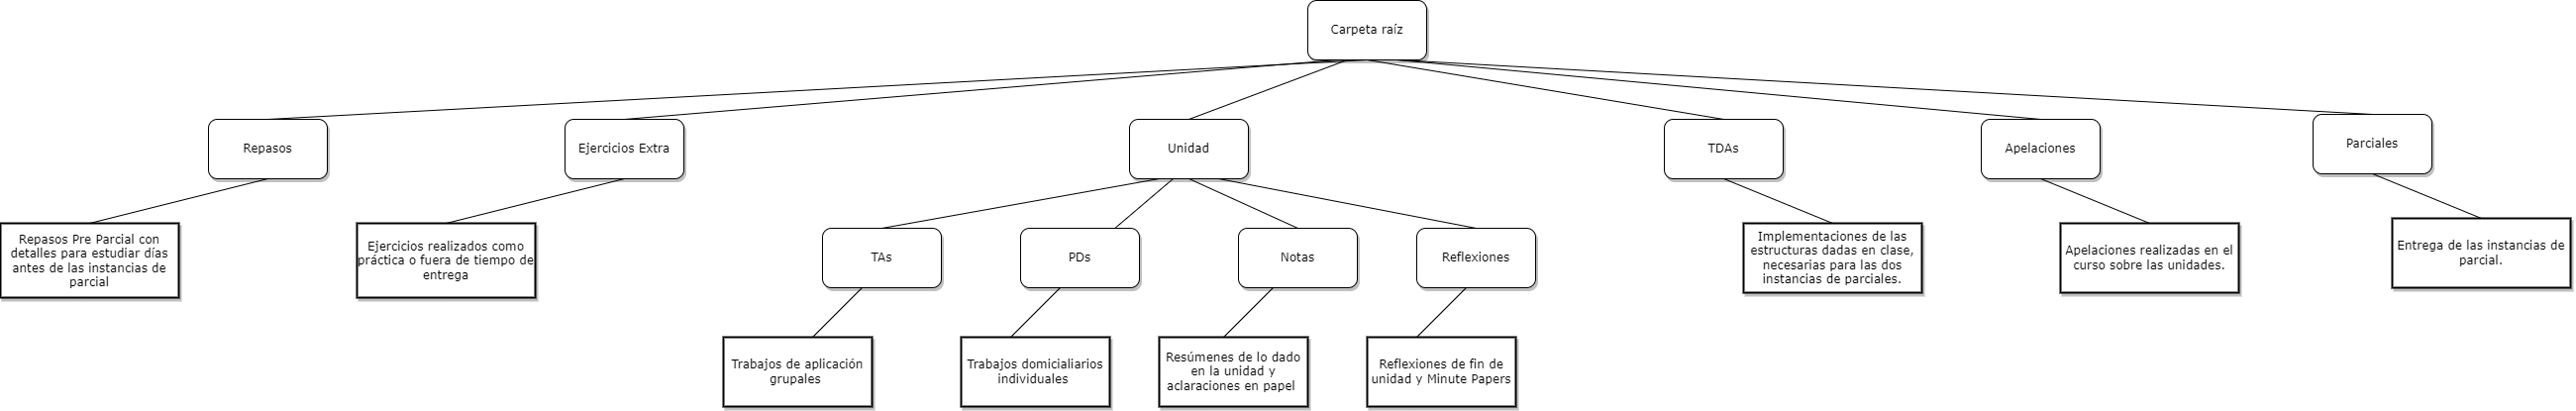 Carpeta raíz
Repasos
Ejercicios Extra
Unidad
TDAs
Apelaciones
Parciales
Repasos Pre Parcial con
detalles para estudiar días
antes de las instancias de
parcial
Ejercicios realizados como
práctica o fuera de tiempo de
entrega
TAs
PDs
Notas
Reflexiones
Implementaciones de las
estructuras dadas en clase,
necesarias para las dos
instancias de parciales.
Apelaciones realizadas en el
curso sobre las unidades.
Entrega de las instancias de
parcial.
Trabajos de aplicación
grupales
Trabajos domicialiarios
individuales
Resúmenes de lo dado
en la unidad y
aclaraciones en papel
Reflexiones de fin de
unidad y Minute Papers